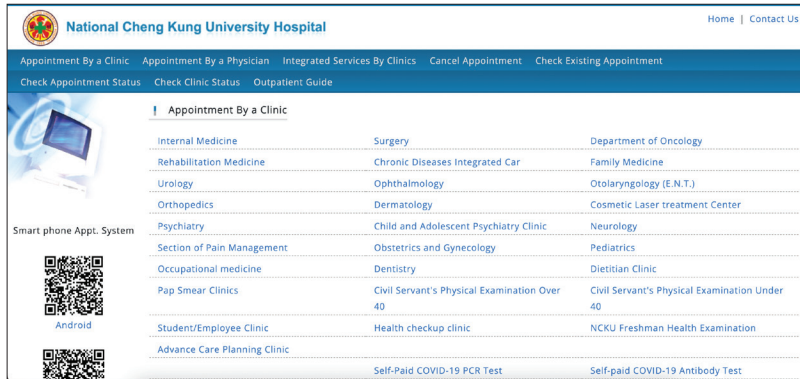 National Cheng Kung University Hospital
Home | Contact Us
Appointment By a Clinic Appointment By a Physician Integrated Services By Clinics Cancel Appointment Check Existing Appointment
Check Appointment Status Check Clinic Status Outpatient Guide
Appointment By a Clinic
Internal Medicine Surgery Department of Oncology
Rehabilitation Medicine Chronic Diseases Integrated Car Family Medicine
Urology Ophthalmology Otolaryngology (E.N.T.)
Orthopedics Dermatology Cosmetic Laser treatment Center
Smart phone Appt. System
Psychiatry Child and Adolescent Psychiatry Clinic Neurology
Section of Pain Management Obstetrics and Gynecology Pediatrics
Occupational medicine Dentistry Dietitian Clinic
Pap Smear Clinics Civil Servant's Physical Examination Over Civil Servant's Physical Examination Under
40 40
Android
Student/Employee Clinic Health checkup clinic NCKU Freshman Health Examination
Advance Care Planning Clinic
Self-Paid COVID-19 PCR Test Self-paid COVID-19 Antibody Test